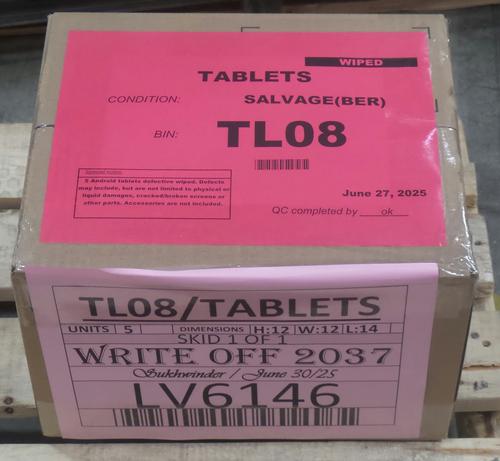 WIPED
TABLETS
CONDITION: SALVAGE(BER)
BIN: TL08
5 Android tablets defective wiped. Defects
may include, but are not limited to physical or
liquid damages, cracked/broken screens or
other parts. Accessories are not included.
June 27, 2025
QC completed by ok
TL08/TABLETS
UNITS 5 DIMENSIONS H:12 W:12 L:14
SKID 1 OF 1
WRITE OFF 2037
Sukhwinder / June 30/25
LV6146